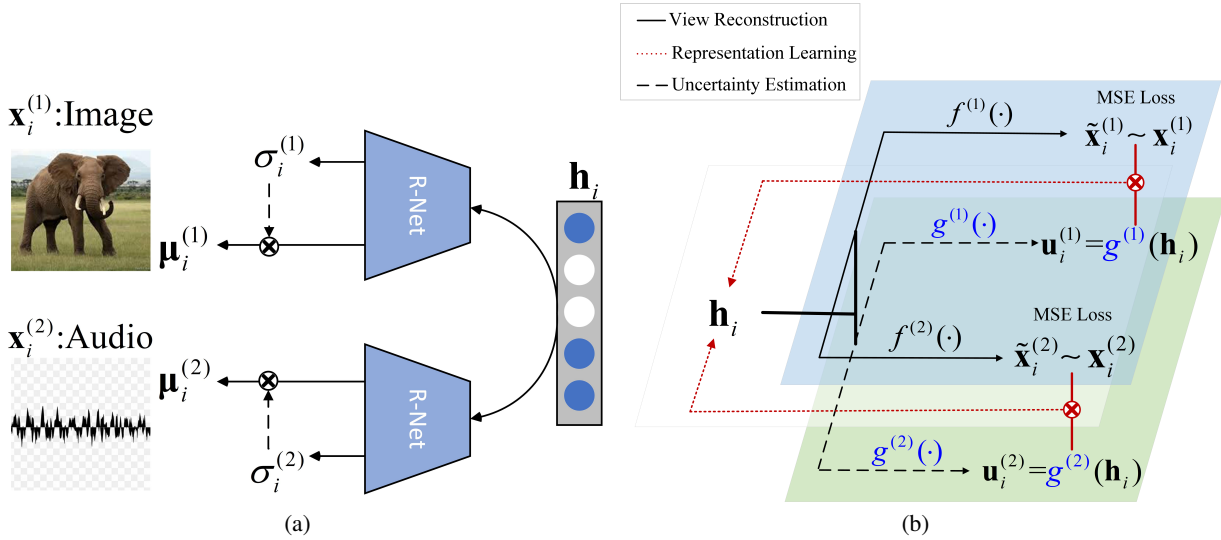 x_i^(1):Image
σ_i^(1)
μ_i^(1)
R-Net
h_i
x_i^(2):Audio
μ_i^(2)
σ_i^(2)
R-Net
(a)
View Reconstruction
Representation Learning
Uncertainty Estimation
MSE Loss
f^(1)(·)
x̃_i^(1) ~ x_i^(1)
g^(1)(·)
u_i^(1)=g^(1)(h_i)
h_i
MSE Loss
f^(2)(·)
x̃_i^(2) ~ x_i^(2)
g^(2)(·)
u_i^(2)=g^(2)(h_i)
(b)